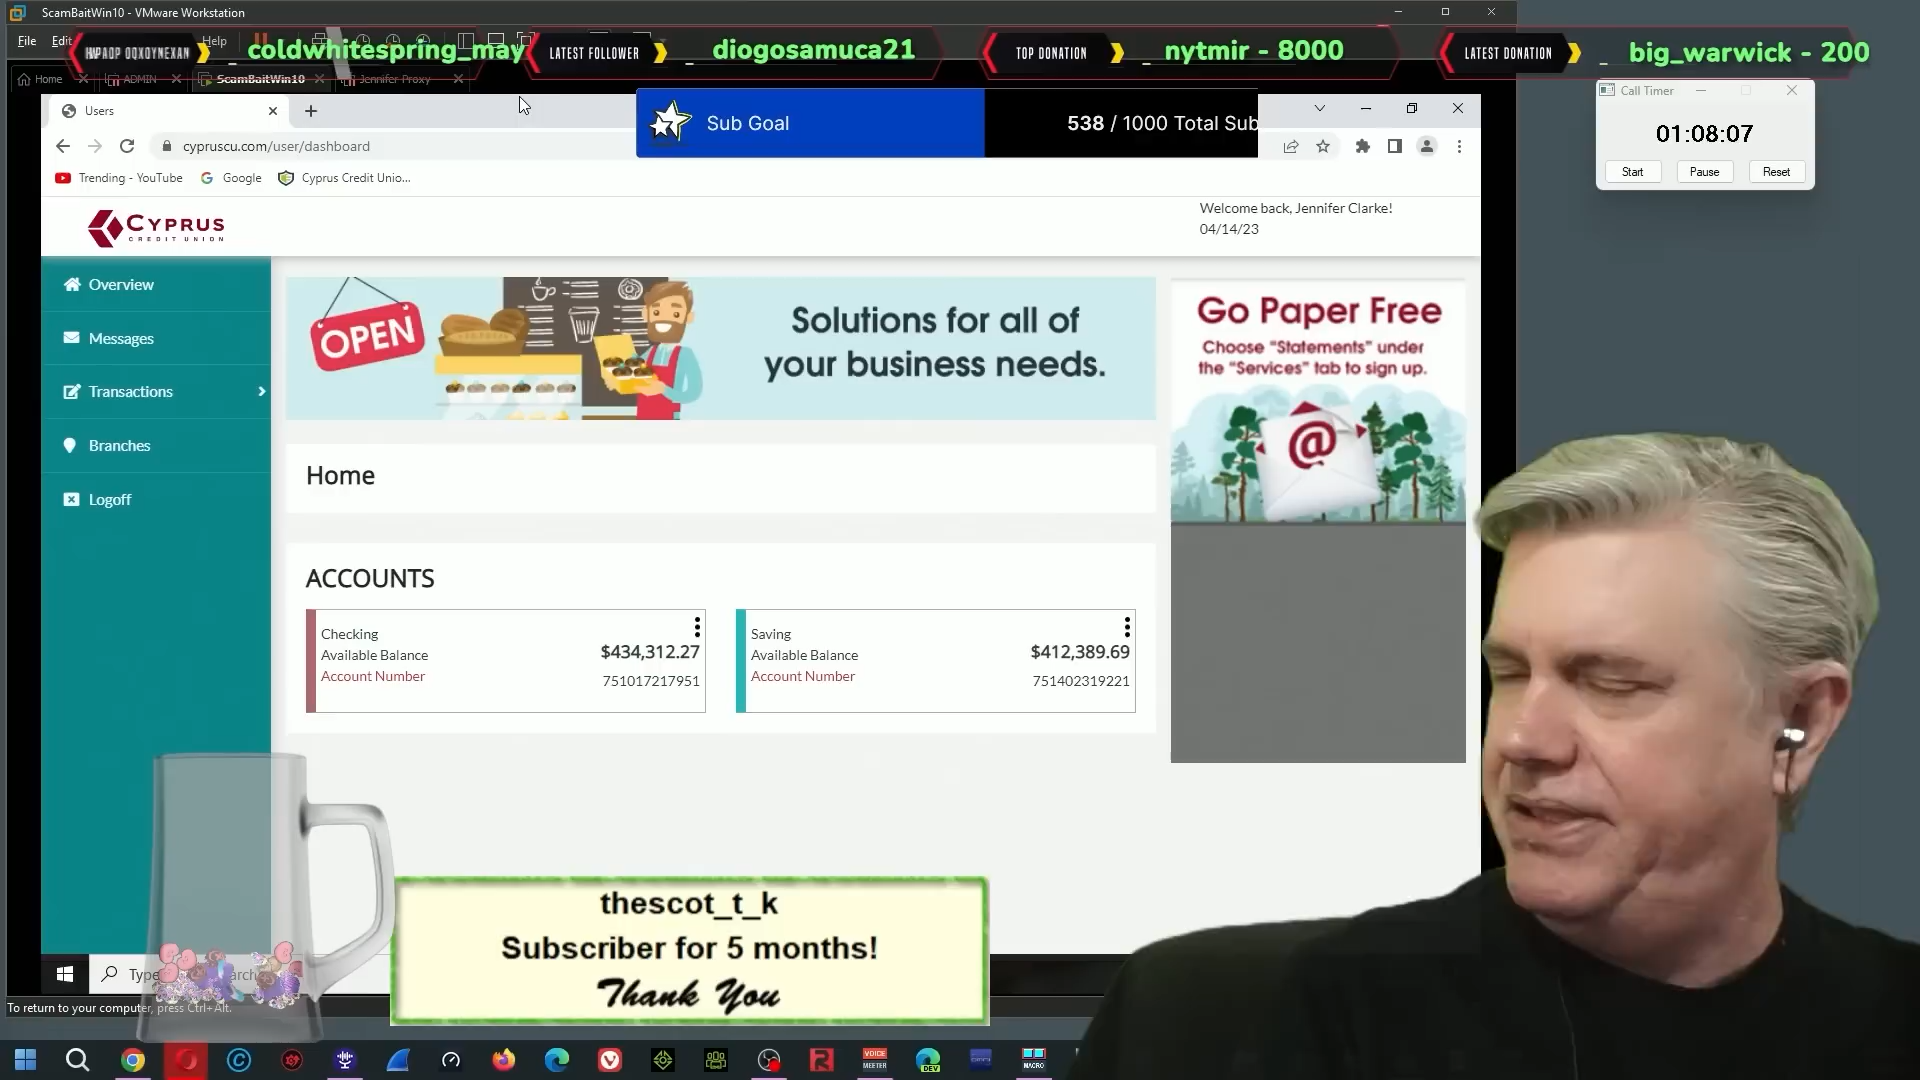 ScamBaitWin10 - VMware Workstation
File Edit Help
coldwhitespring_may
LATEST FOLLOWER
diogosamuca21
TOP DONATION
nytmir - 8000
LATEST DONATION
big_warwick - 200
Home
ADMIN
ScamBaitWin10
Jennifer Proxy
Users
Sub Goal
538 / 1000 Total Sub
Call Timer
01:08:07
Start
Pause
Reset
cypruscu.com/user/dashboard
Trending - YouTube
Google
Cyprus Credit Unio...
CYPRUS
CREDIT UNION
Welcome back, Jennifer Clarke!
04/14/23
Overview
Messages
Transactions
Branches
Logoff
OPEN
Solutions for all of
your business needs.
Go Paper Free
Choose "Statements" under
the "Services" tab to sign up.
@
Home
ACCOUNTS
Checking
Available Balance
$434,312.27
Account Number
751017217951
Saving
Available Balance
$412,389.69
Account Number
751402319221
thescot_t_k
Subscriber for 5 months!
Thank You
Type
To return to your computer, press Ctrl+Alt.
VOICE
MEETER
DEV
MACRO